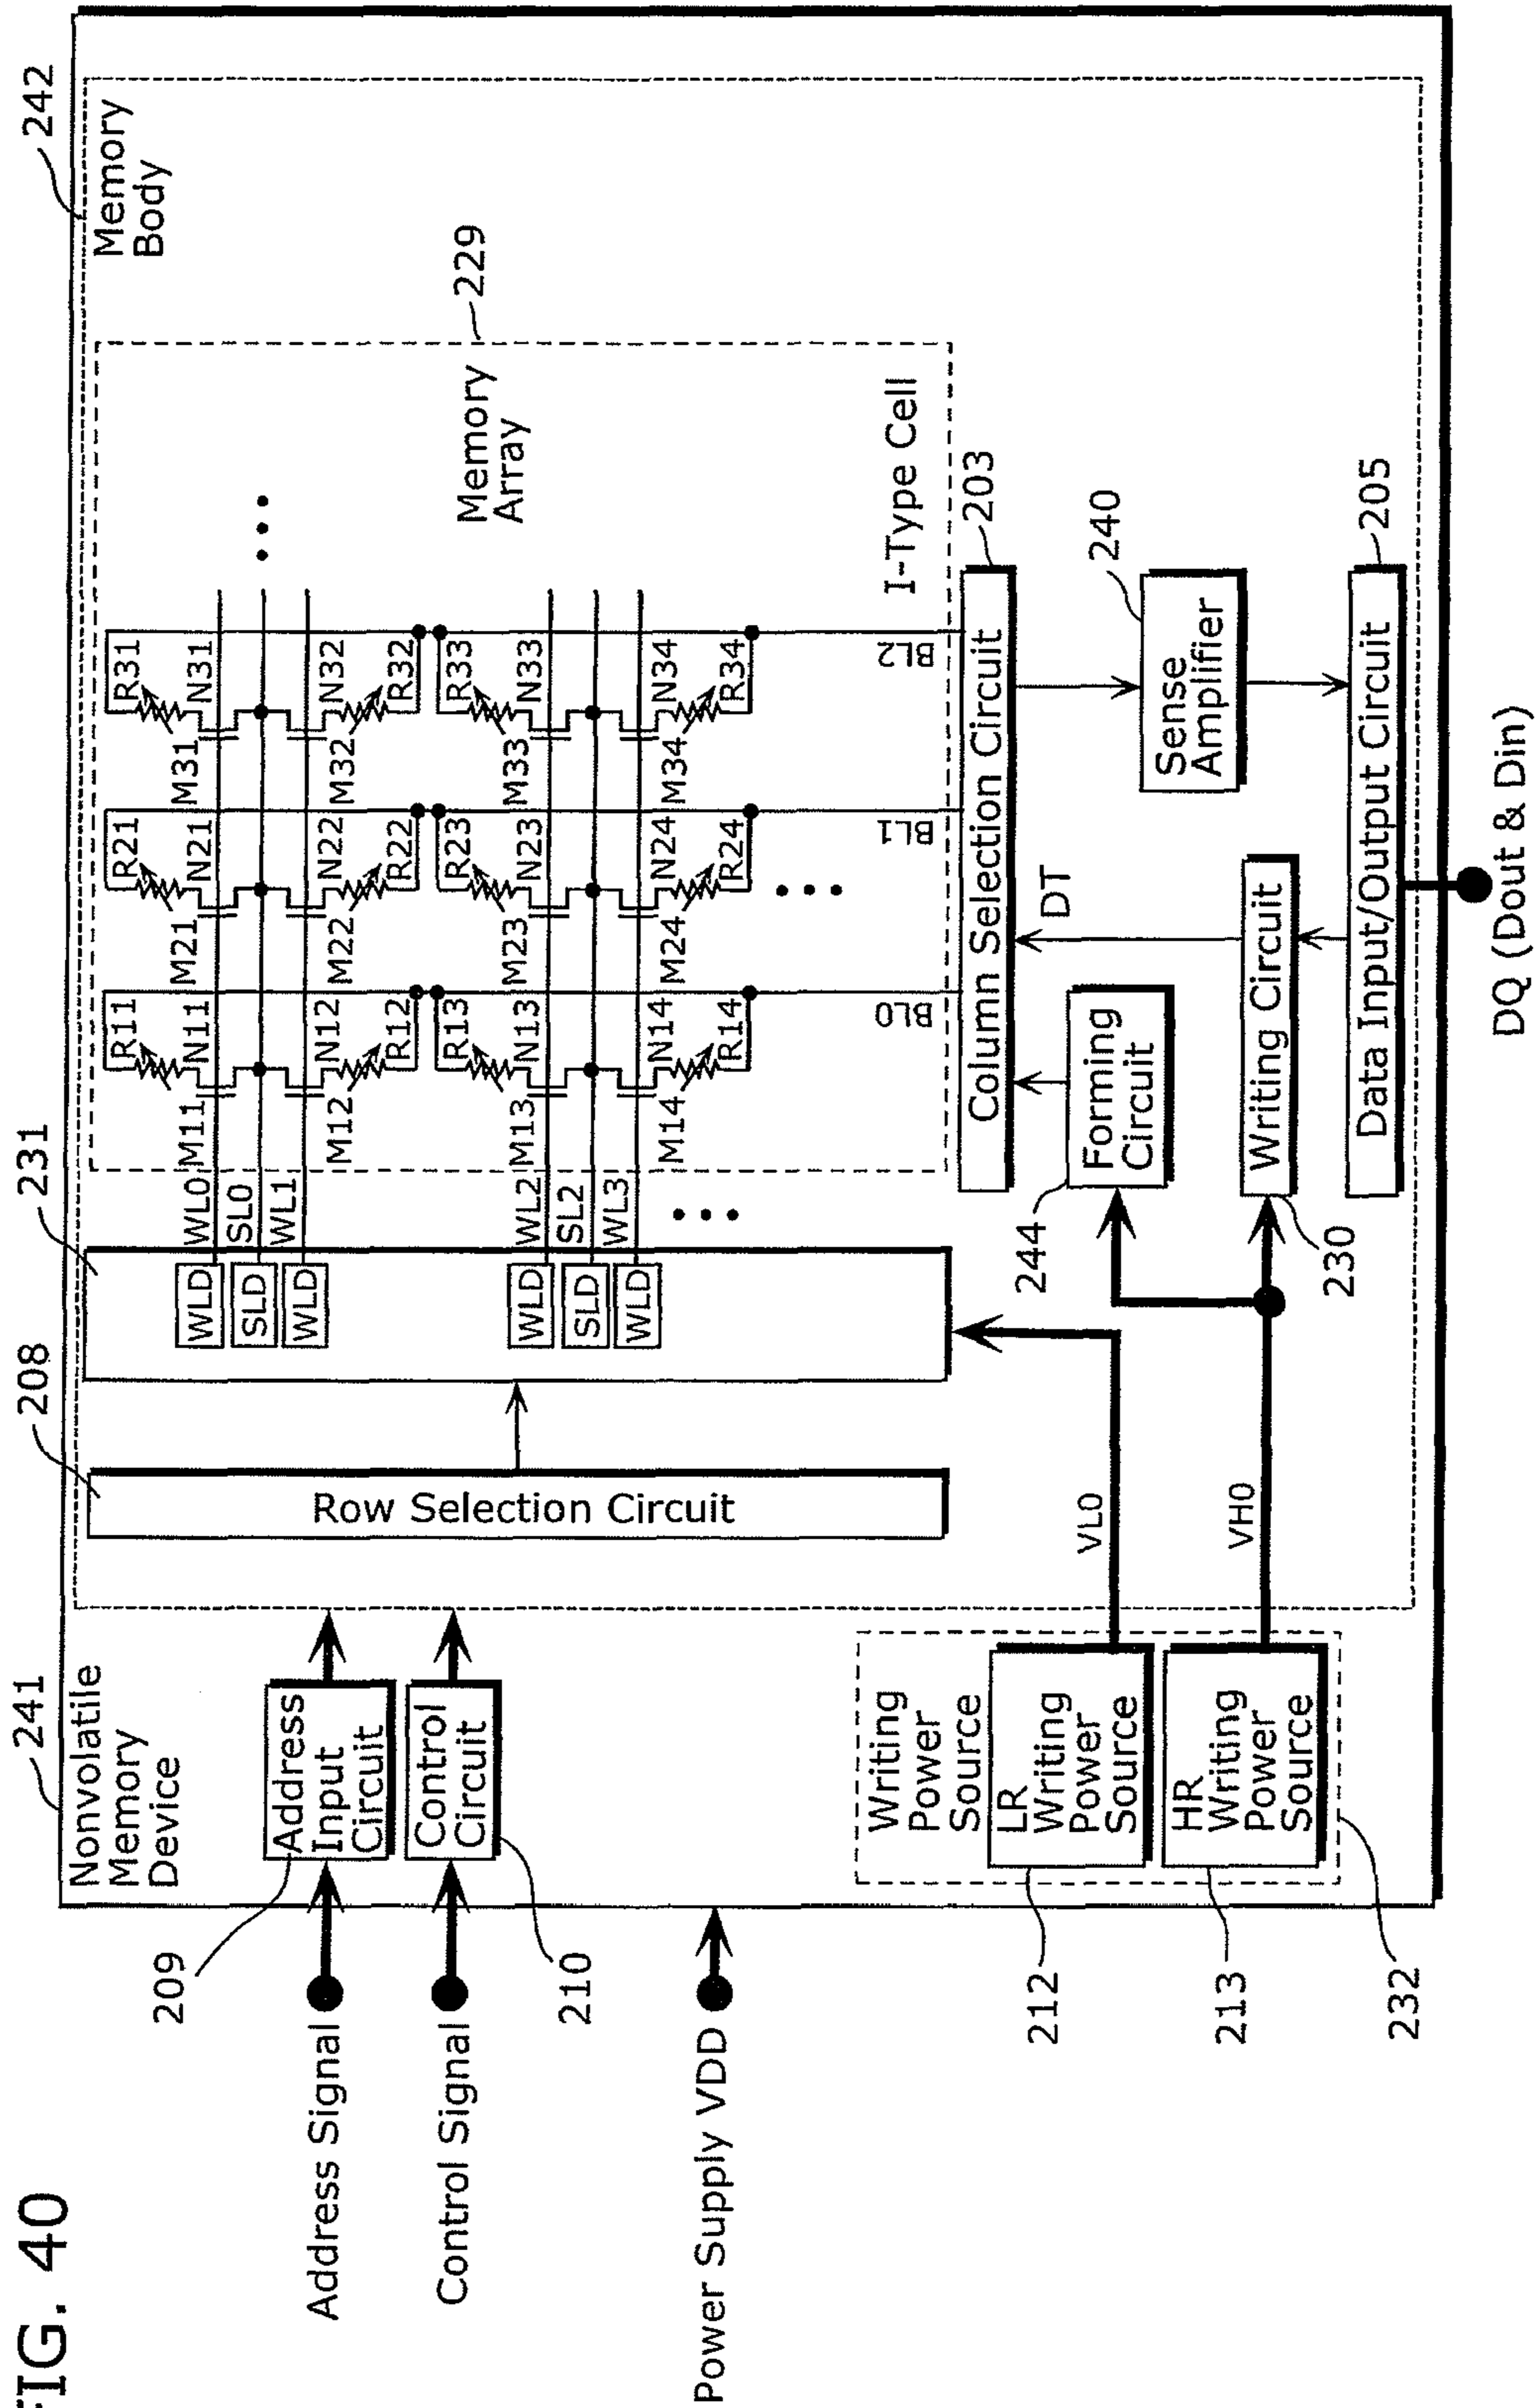 FIG. 40
241
Nonvolatile
Memory
Device
242
Memory
Body
208
Row Selection Circuit
231
WLD
SLD
WLD
WLD
SLD
WLD
WL0
SL0
WL1
WL2
SL2
WL3
229
Memory
Array
I-Type Cell
M11
R11
N11
M12
N12
R12
M13
R13
N13
M14
N14
R14
BL0
M21
R21
N21
M22
N22
R22
M23
R23
N23
M24
N24
R24
BL1
M31
R31
N31
M32
N32
R32
M33
R33
N33
M34
N34
R34
BL2
Address Signal
209
Address
Input
Circuit
Control Signal
210
Control
Circuit
Power Supply VDD
Writing
Power
Source
212
LR
Writing
Power
Source
213
HR
Writing
Power
Source
232
VL0
VH0
203
Column Selection Circuit
244
Forming
Circuit
DT
240
Sense
Amplifier
230
Writing Circuit
205
Data Input/Output Circuit
DQ (Dout & Din)